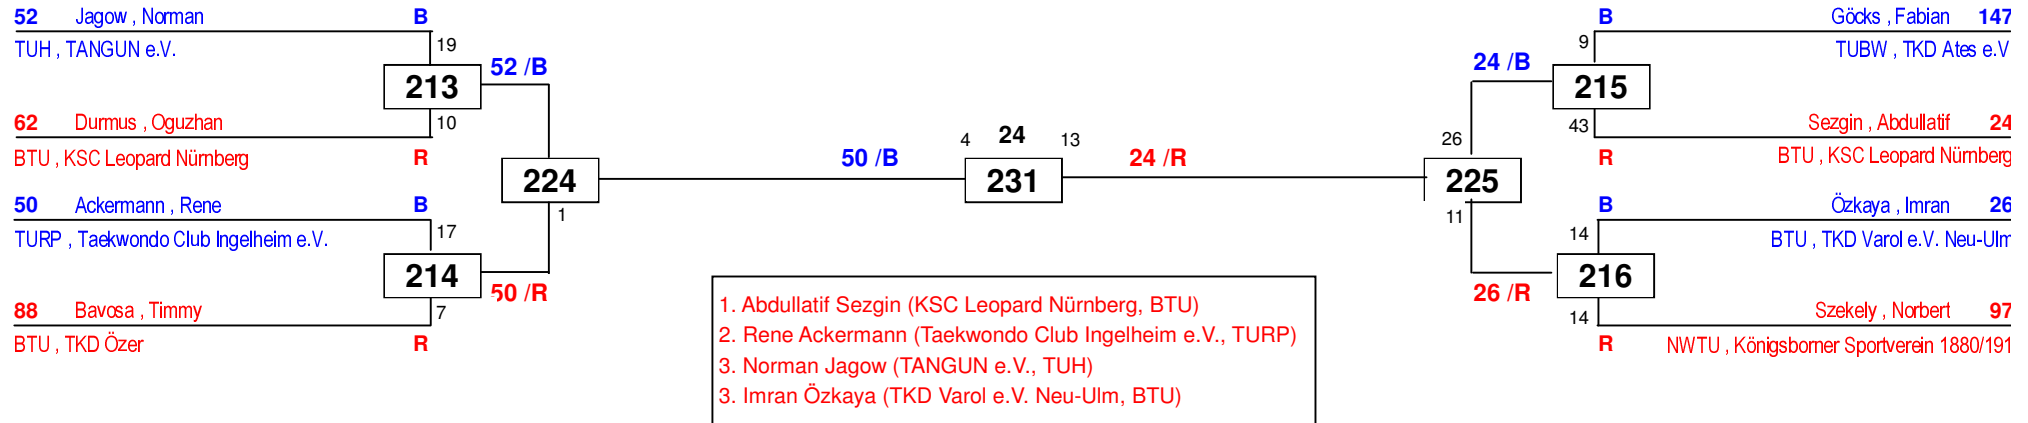 52 Jagow , Norman B
TUH , TANGUN e.V.
19
213
52 /B
10
62 Durmus , Oguzhan
BTU , KSC Leopard Nürnberg R
224
1
50 Ackermann , Rene B
TURP , Taekwondo Club Ingelheim e.V.
17
214
50 /R
7
88 Bavosa , Timmy
BTU , TKD Özer R
50 /B
4 24 13
231
24 /R
B Göcks , Fabian 147
TUBW , TKD Ates e.V
9
24 /B
215
43
Sezgin , Abdullatif 24
R BTU , KSC Leopard Nürnberg
26
225
11
B Özkaya , Imran 26
BTU , TKD Varol e.V. Neu-Ulm
14
216
26 /R
14
Szekely , Norbert 97
R NWTU , Königsborner Sportverein 1880/191
1. Abdullatif Sezgin (KSC Leopard Nürnberg, BTU)
2. Rene Ackermann (Taekwondo Club Ingelheim e.V., TURP)
3. Norman Jagow (TANGUN e.V., TUH)
3. Imran Özkaya (TKD Varol e.V. Neu-Ulm, BTU)